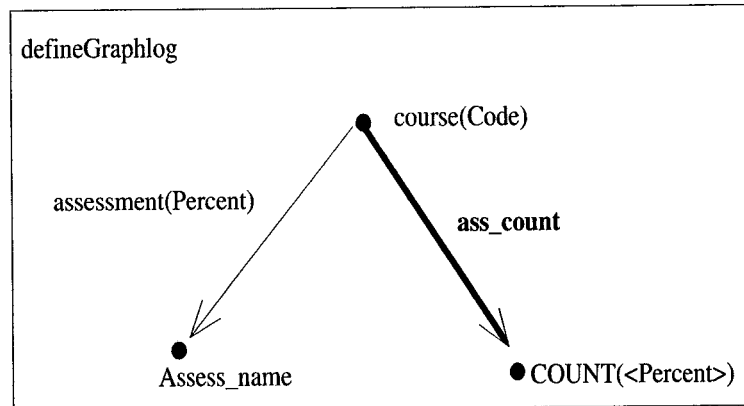 defineGraphlog
course(Code)
assessment(Percent)
ass_count
Assess_name
COUNT(<Percent>)